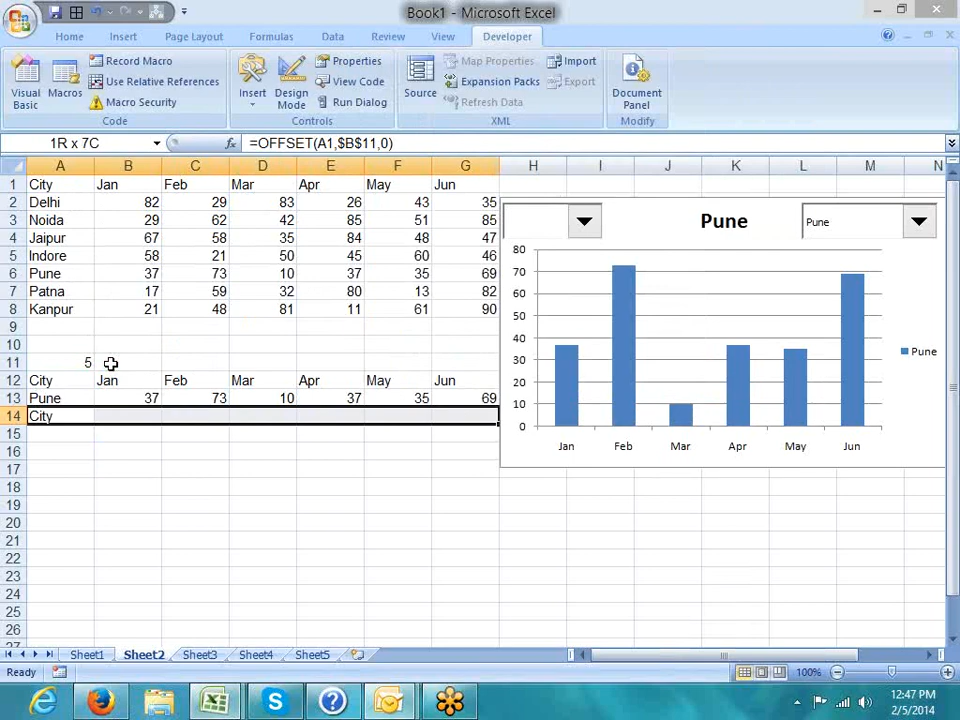 Book1 - Microsoft Excel
Home Insert Page Layout Formulas Data Review View Developer
Visual Basic
Macros
Record Macro
Use Relative References
Macro Security
Code
Insert
Design Mode
Properties
View Code
Run Dialog
Controls
Source
Map Properties
Expansion Packs
Refresh Data
Import
Export
XML
Document Panel
Modify
1R x 7C fx =OFFSET(A1,$B$11,0)
A B C D E F G H I J K L M N
1 City Jan Feb Mar Apr May Jun
2 Delhi 82 29 83 26 43 35
3 Noida 29 62 42 85 51 85
4 Jaipur 67 58 35 84 48 47
5 Indore 58 21 50 45 60 46
6 Pune 37 73 10 37 35 69
7 Patna 17 59 32 80 13 82
8 Kanpur 21 48 81 11 61 90
9
10
11 5
12 City Jan Feb Mar Apr May Jun
13 Pune 37 73 10 37 35 69
14 City
15
16
17
18
19
20
21
22
23
24
25
26
27
Pune
Pune
80
70
60
50
40
30
20
10
0
Jan Feb Mar Apr May Jun
Pune
Sheet1 Sheet2 Sheet3 Sheet4 Sheet5
Ready 100%
12:47 PM
2/5/2014